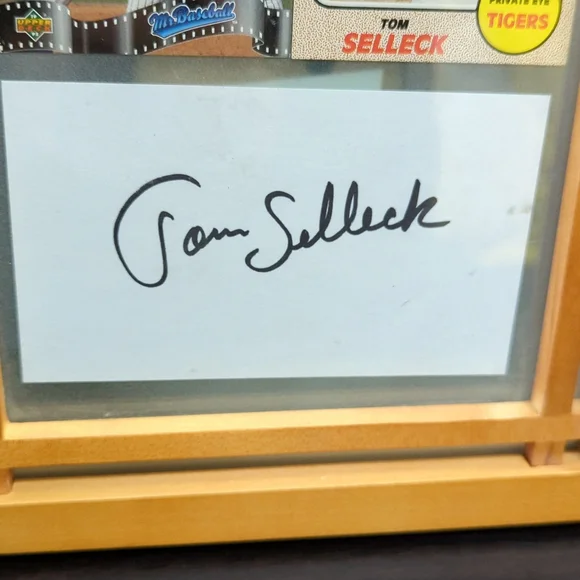 UPPER
Mr. Baseball
TOM
SELLECK
PRIVATE EYE
TIGERS
Tom Selleck